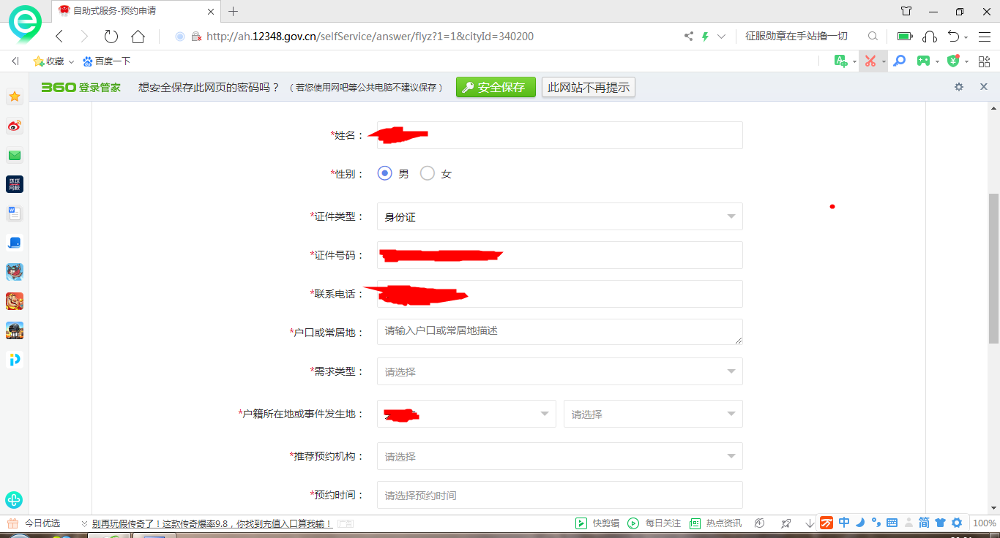 自助式服务-预约申请
http://ah.12348.gov.cn/selfService/answer/flyz?1=1&cityId=340200
征服勋章在手站撸一切
收藏
百度一下
360登录管家
想安全保存此网页的密码吗？
（若您使用网吧等公共电脑不建议保存）
安全保存
此网站不再提示
*姓名：
*性别：
男
女
*证件类型：
身份证
环球
网校
*证件号码：
*联系电话：
*户口或常居地：
请输入户口或常居地描述
*需求类型：
请选择
*户籍所在地或事件发生地：
请选择
*推荐预约机构：
请选择
*预约时间：
请选择预约时间
今日优选
别再玩假传奇了！这款传奇爆率9.8，你找到充值入口算我输！
广告
快剪辑
每日关注
热点资讯
中
简
100%